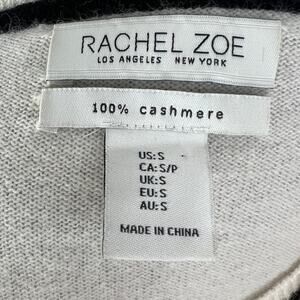 RACHEL ZOE
LOS ANGELES NEW YORK
100% cashmere
US:S
CA:S/P
UK:S
EU:S
AU:S
MADE IN CHINA